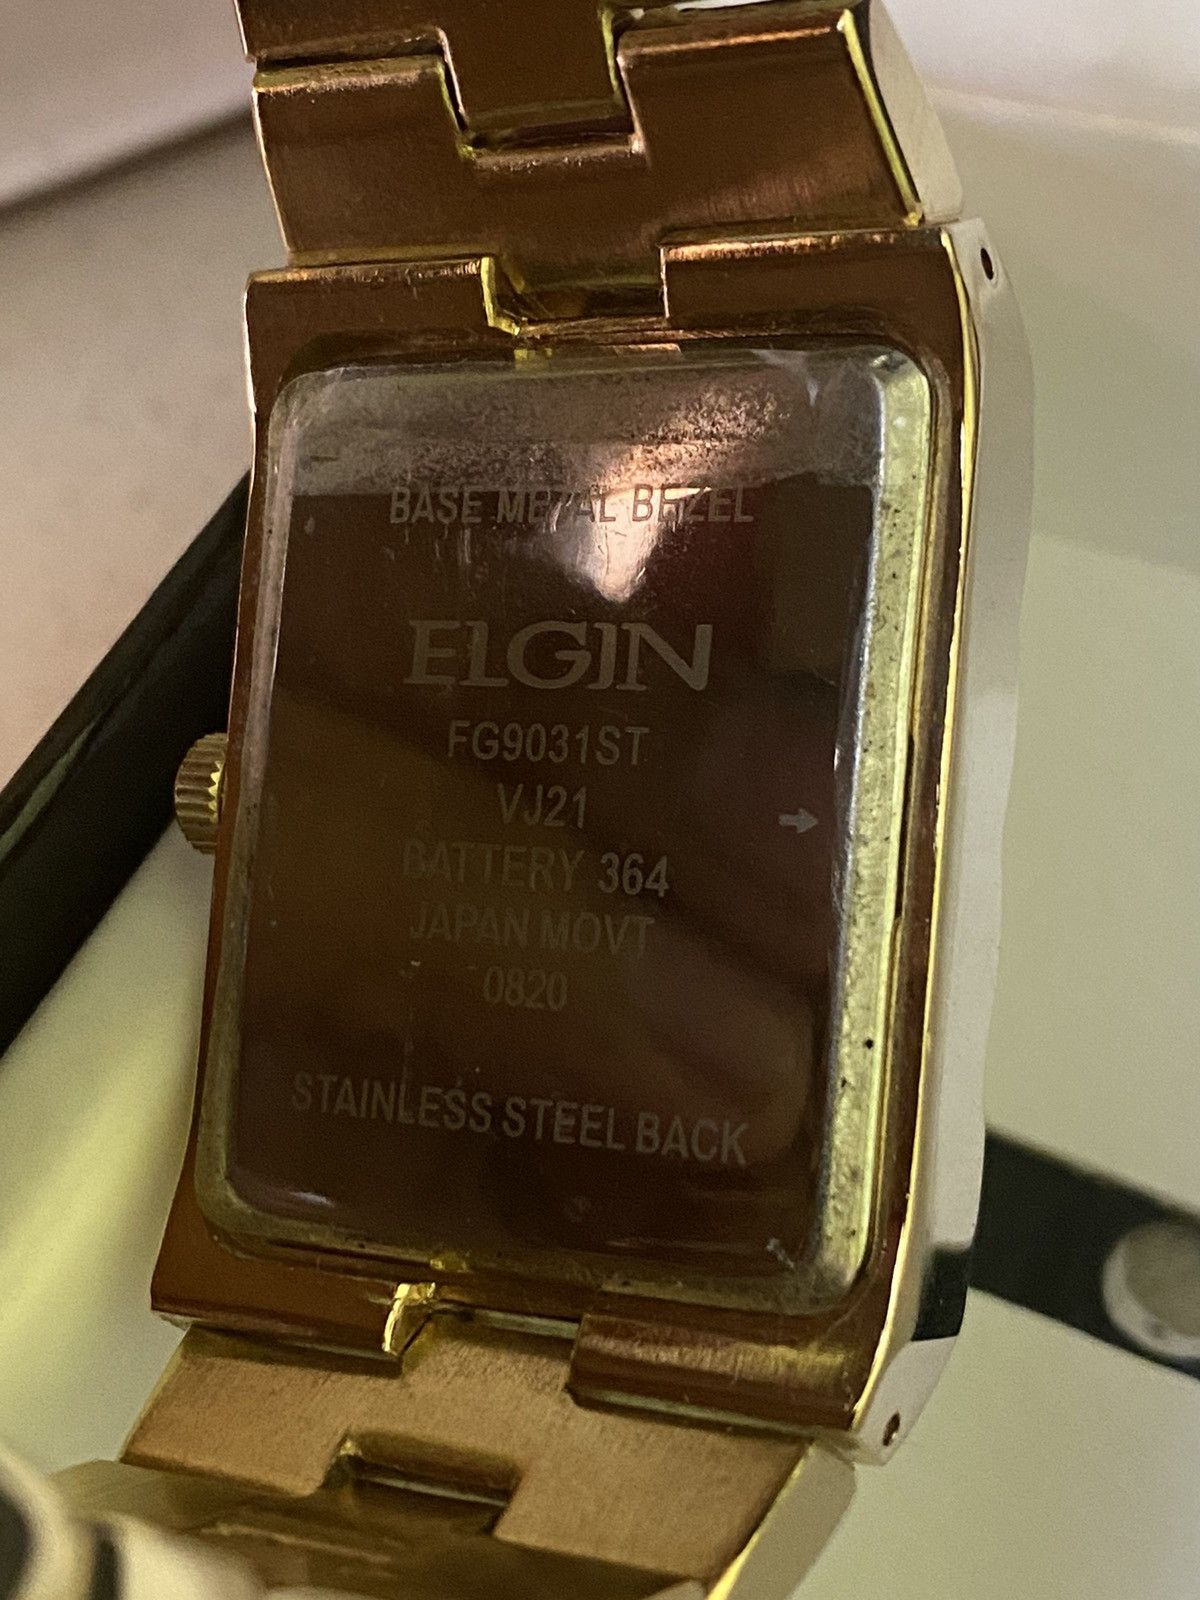 BASE METAL BEZEL
ELGIN
FG9031ST
VJ21
BATTERY 364
JAPAN MOVT
0820
STAINLESS STEEL BACK